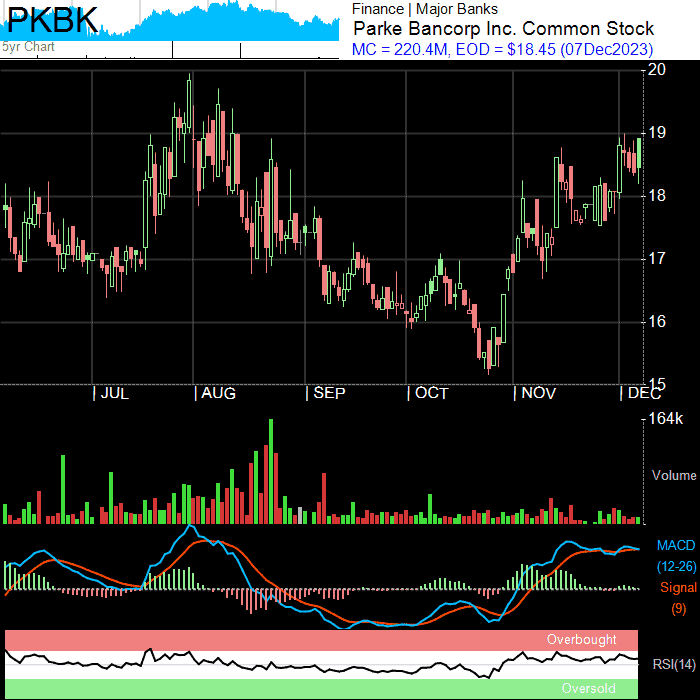 PKBK
5yr Chart
Finance | Major Banks
Parke Bancorp Inc. Common Stock
MC = 220.4M, EOD = $18.45 (07Dec2023)
20
19
18
17
16
15
| JUL | AUG | SEP | OCT | NOV | DEC
164k
Volume
MACD
(12-26)
Signal
(9)
Overbought
RSI(14)
Oversold